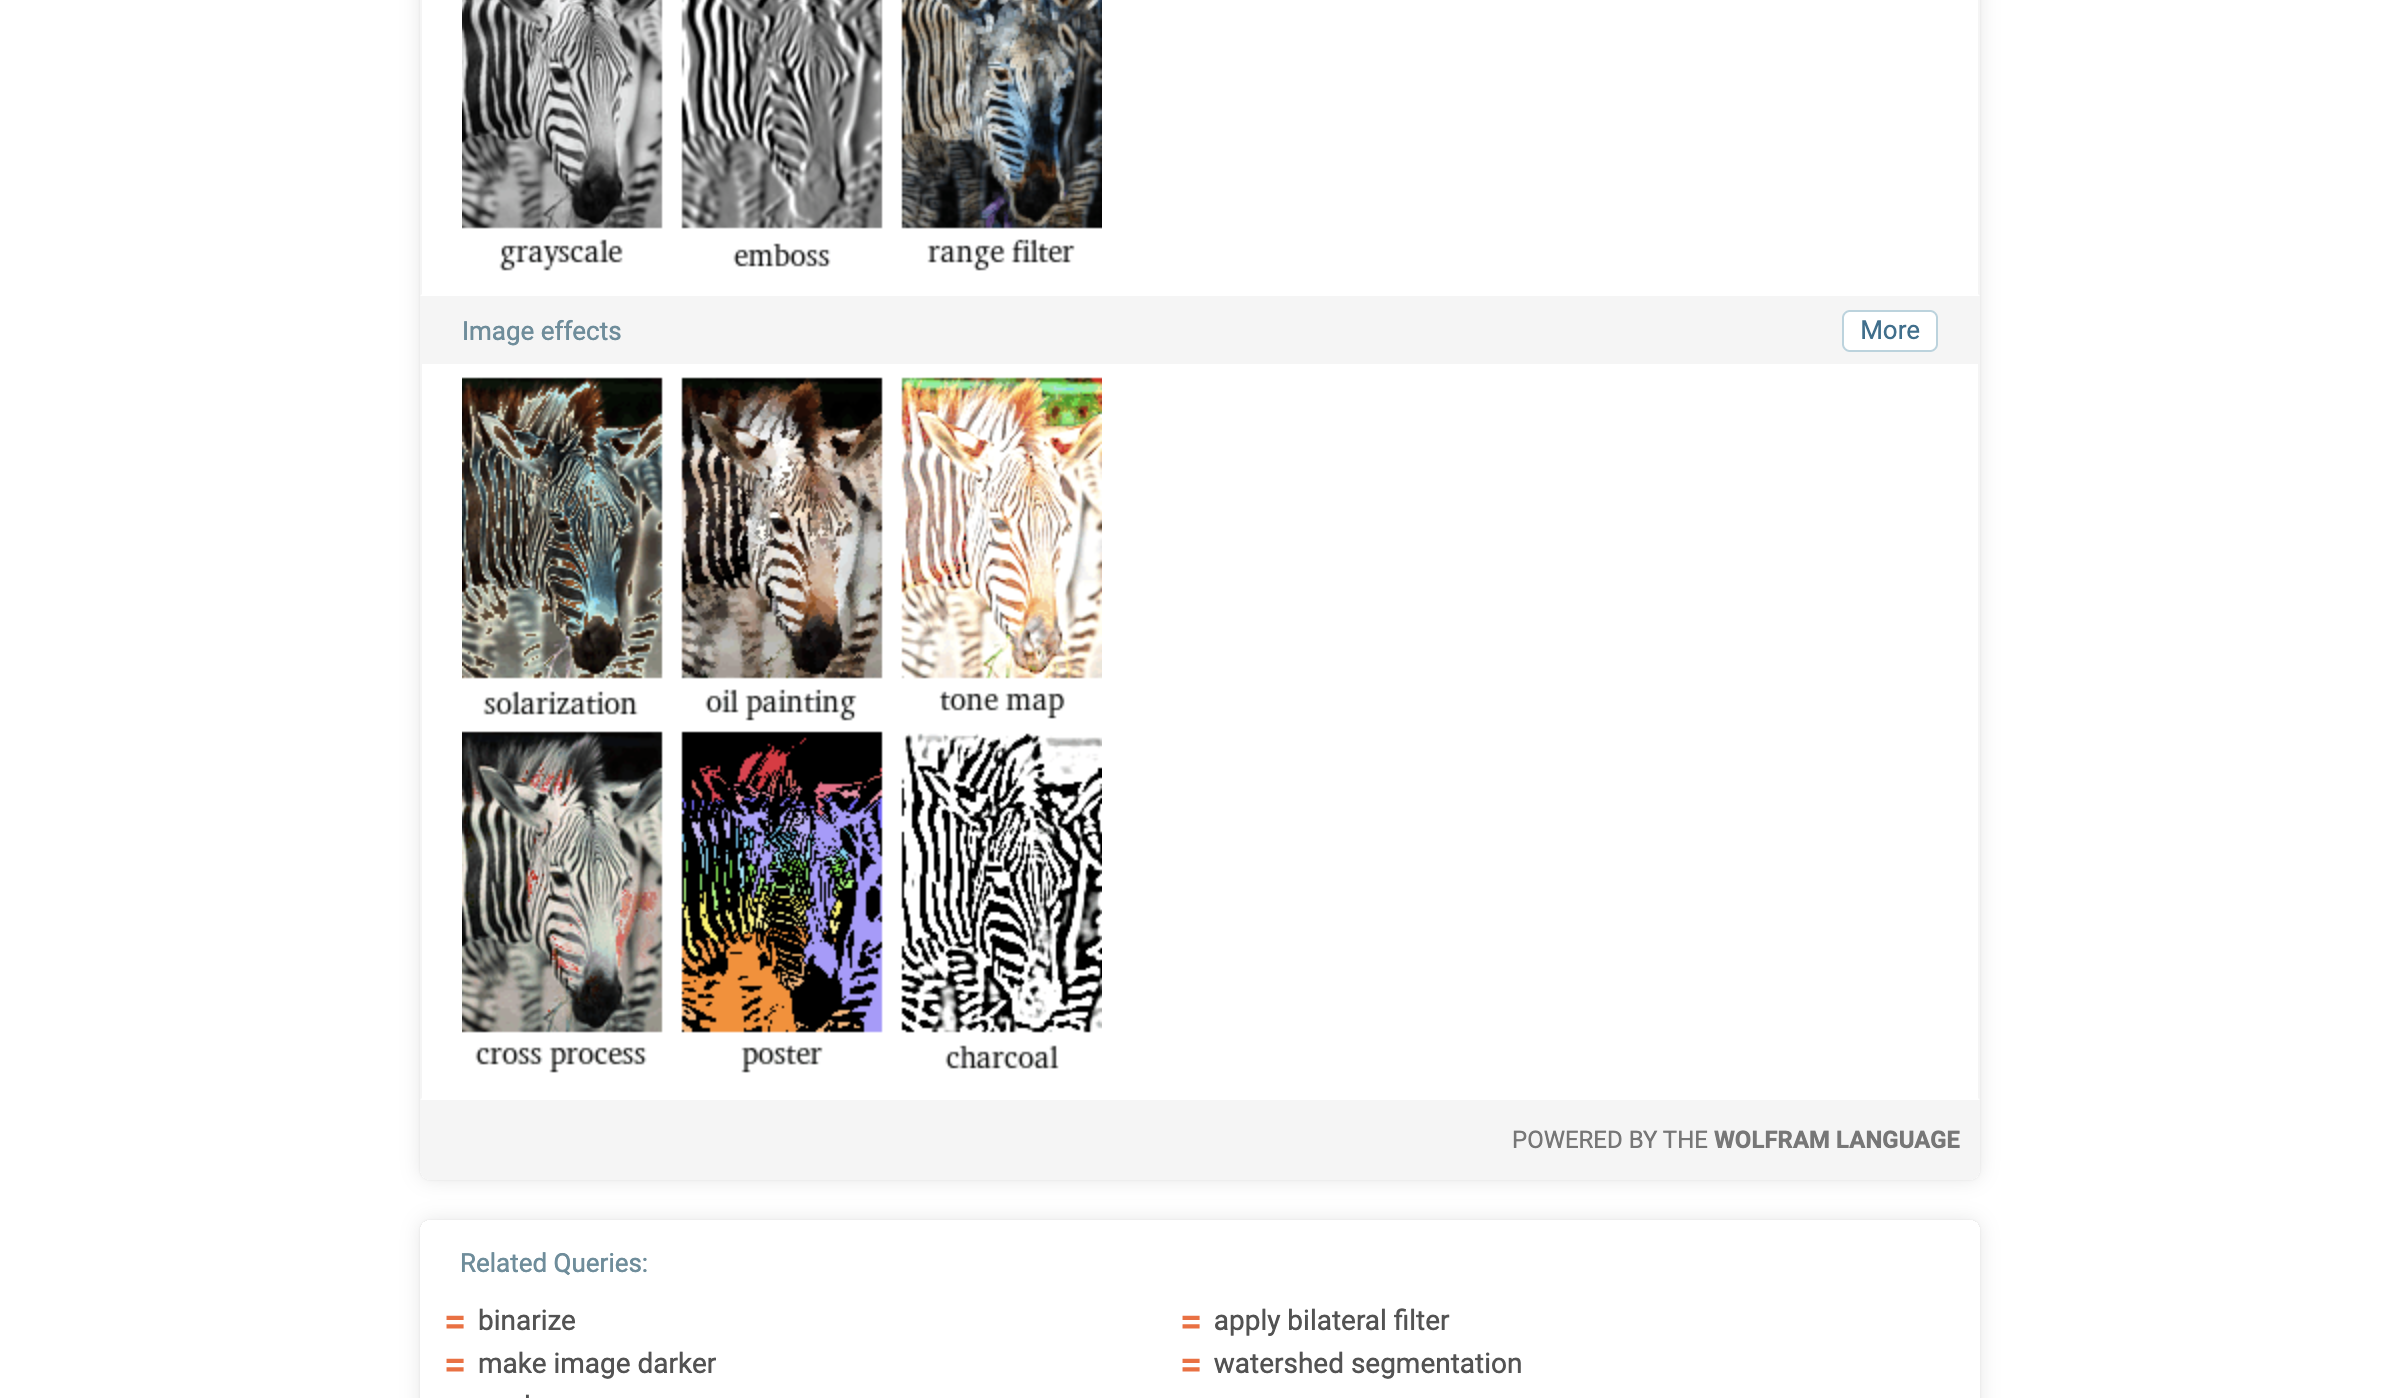 grayscale emboss range filter
Image effects More
solarization oil painting tone map
cross process poster charcoal
POWERED BY THE WOLFRAM LANGUAGE
Related Queries:
= binarize = apply bilateral filter
= make image darker = watershed segmentation